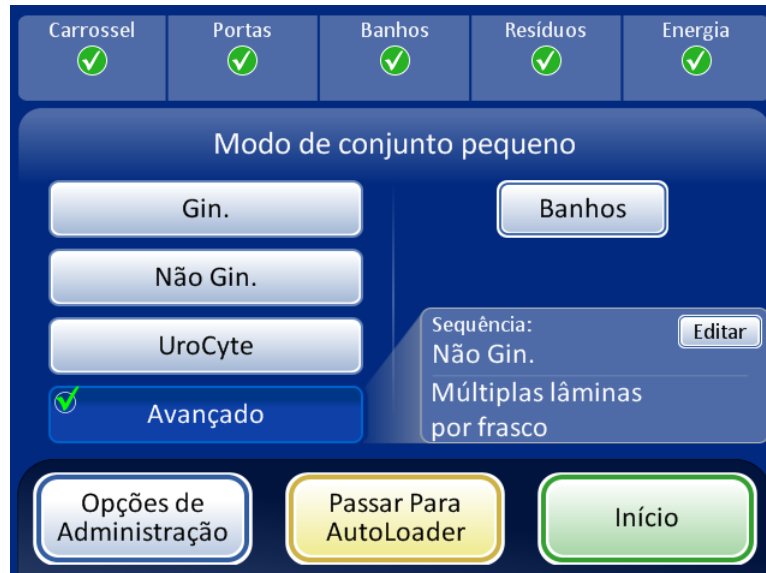 Carrossel
Portas
Banhos
Resíduos
Energia
Modo de conjunto pequeno
Gin.
Banhos
Não Gin.
UroCyte
Avançado
Sequência:
Editar
Não Gin.
Múltiplas lâminas
por frasco
Opções de
Administração
Passar Para
AutoLoader
Início